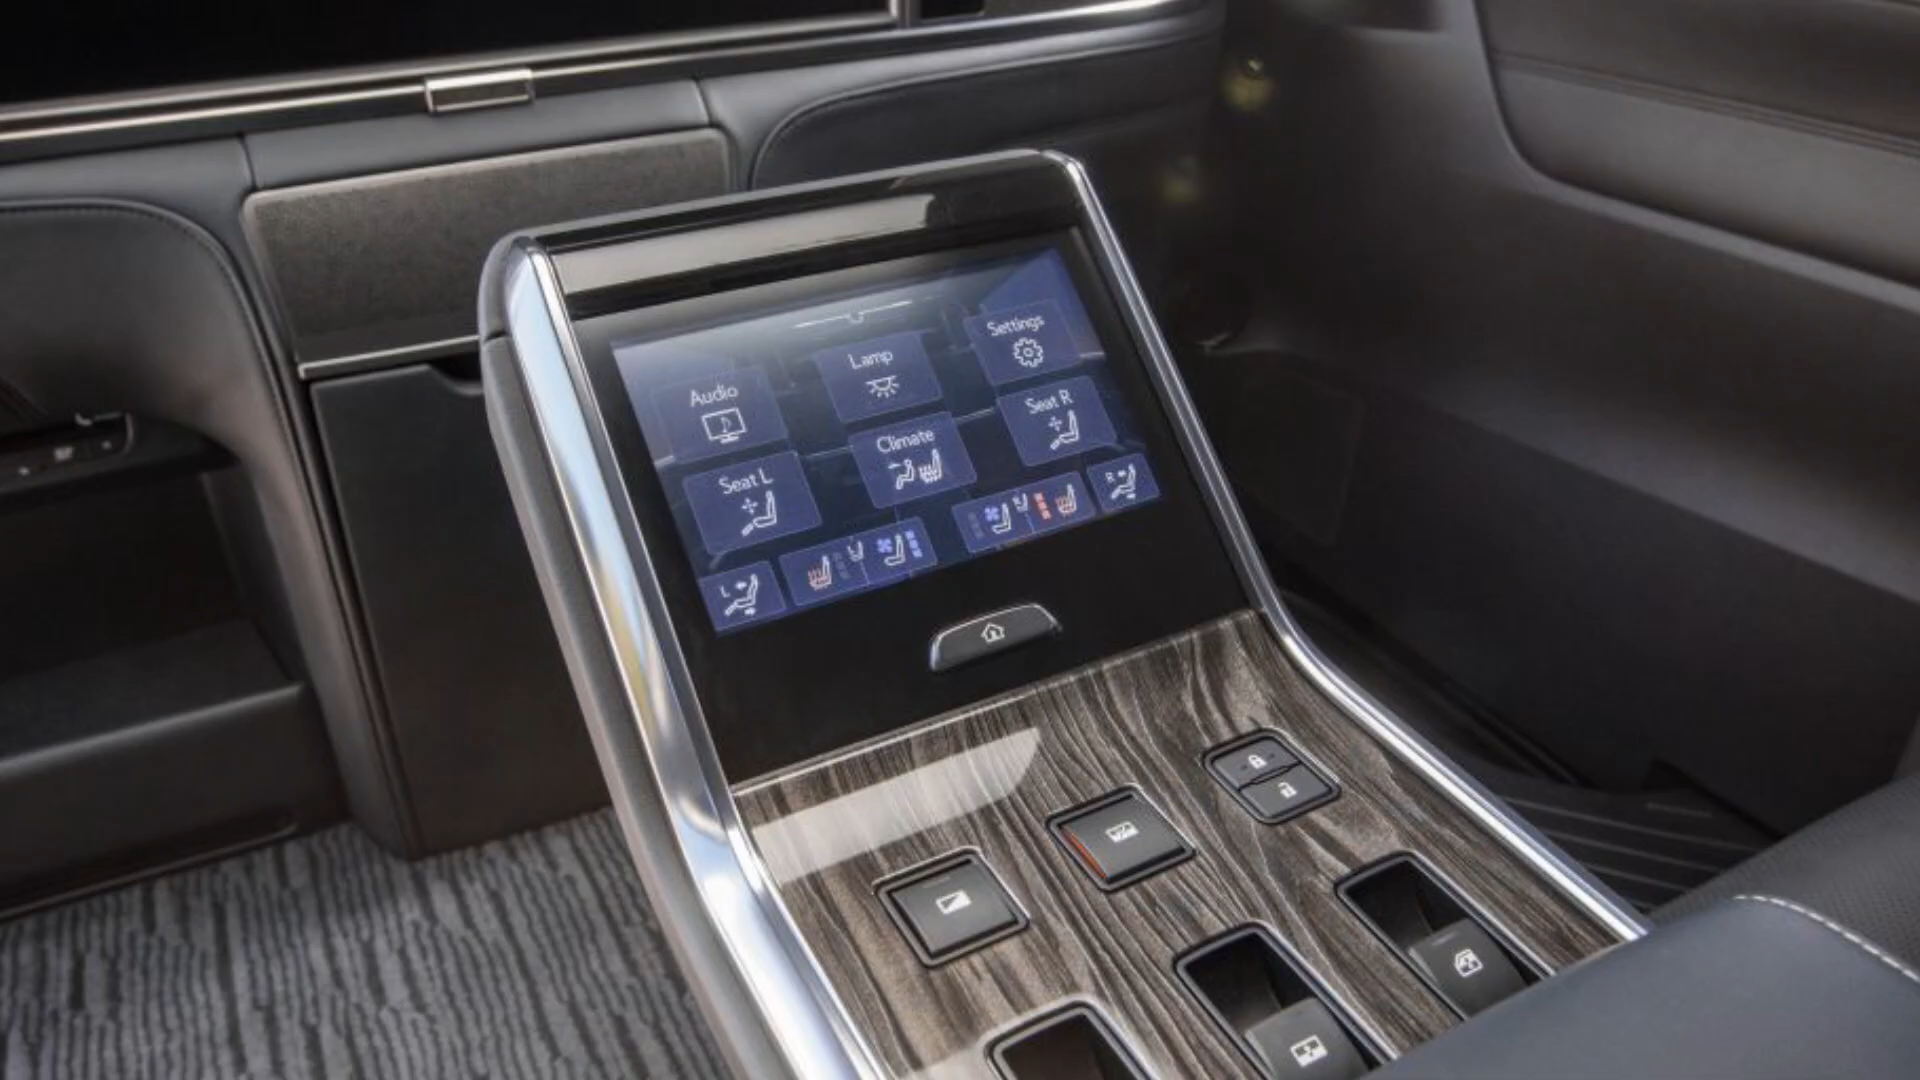 Audio
Lamp
Settings
Seat L
Climate
Seat R
L
R